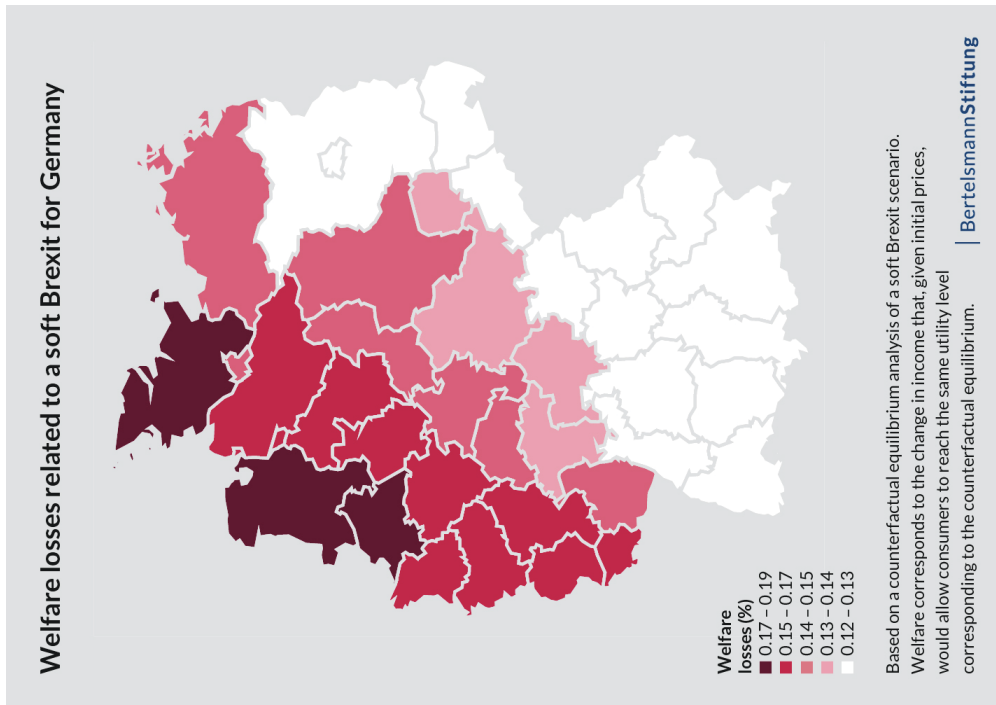 Welfare losses related to a soft Brexit for Germany
Welfare
losses (%)
0.17 – 0.19
0.15 – 0.17
0.14 – 0.15
0.13 – 0.14
0.12 – 0.13
Based on a counterfactual equilibrium analysis of a soft Brexit scenario.
Welfare corresponds to the change in income that, given initial prices,
would allow consumers to reach the same utility level
corresponding to the counterfactual equilibrium.
BertelsmannStiftung